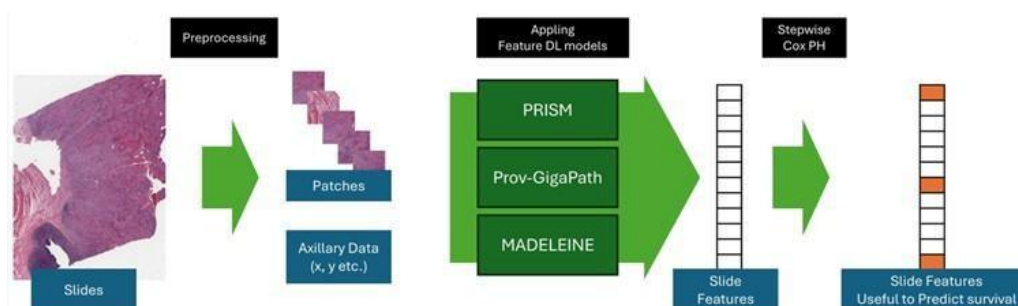 Preprocessing
Appling
Feature DL models
Stepwise
Cox PH
PRISM
Prov-GigaPath
MADELEINE
Patches
Axillary Data
(x, y etc.)
Slides
Slide
Features
Slide Features
Useful to Predict survival